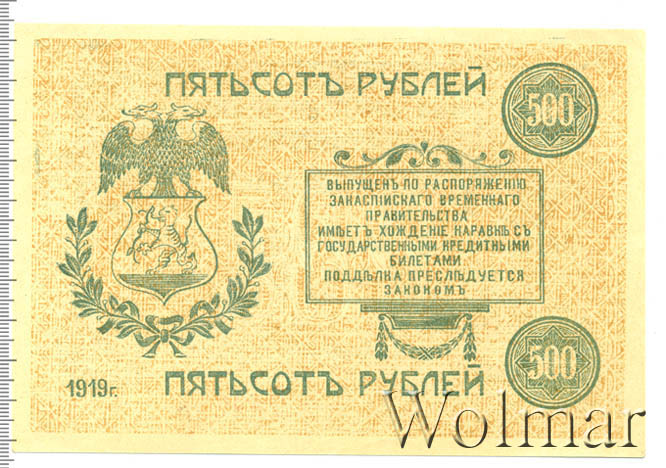 ПЯТЬСОТЪ РУБЛЕЙ
500
ВЫПУЩЕНЪ ПО РАСПОРЯЖЕНІЮ
ЗАКАСПІЙСКАГО ВРЕМЕННАГО
ПРАВИТЕЛЬСТВА
ИМѢЕТЪ ХОЖДЕНІЕ НАРАВНѢ СЪ
ГОСУДАРСТВЕННЫМИ КРЕДИТНЫМИ
БИЛЕТАМИ
ПОДДѢЛКА ПРЕСЛѢДУЕТСЯ
ЗАКОНОМЪ
500
1919 г.
ПЯТЬСОТЪ РУБЛЕЙ
Wolmar